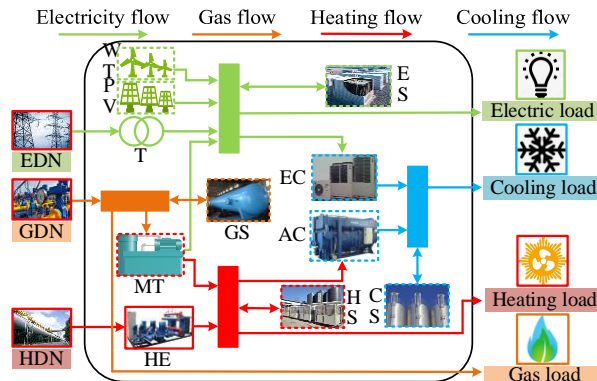 Electricity flow
Gas flow
Heating flow
Cooling flow
W
T
P
V
E
S
Electric load
EDN
T
EC
Cooling load
GDN
GS
AC
MT
H
S
C
S
Heating load
HDN
HE
Gas load